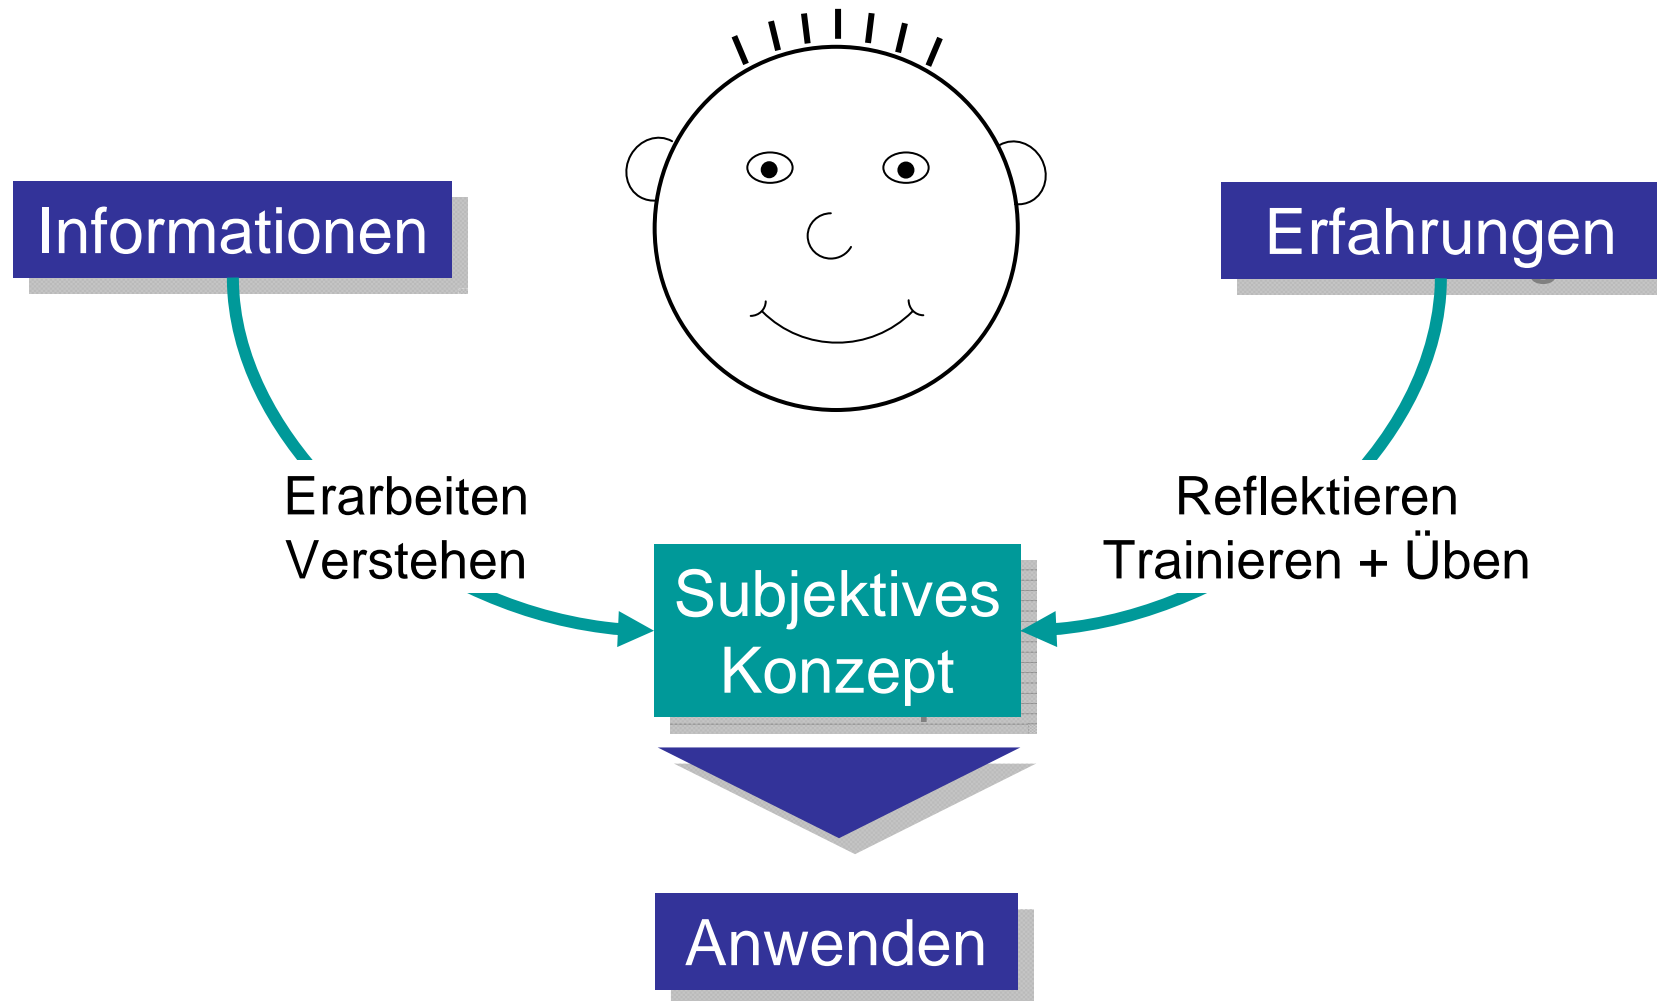 Informationen
Erfahrungen
Erarbeiten
Verstehen
Reflektieren
Trainieren + Üben
Subjektives
Konzept
Anwenden